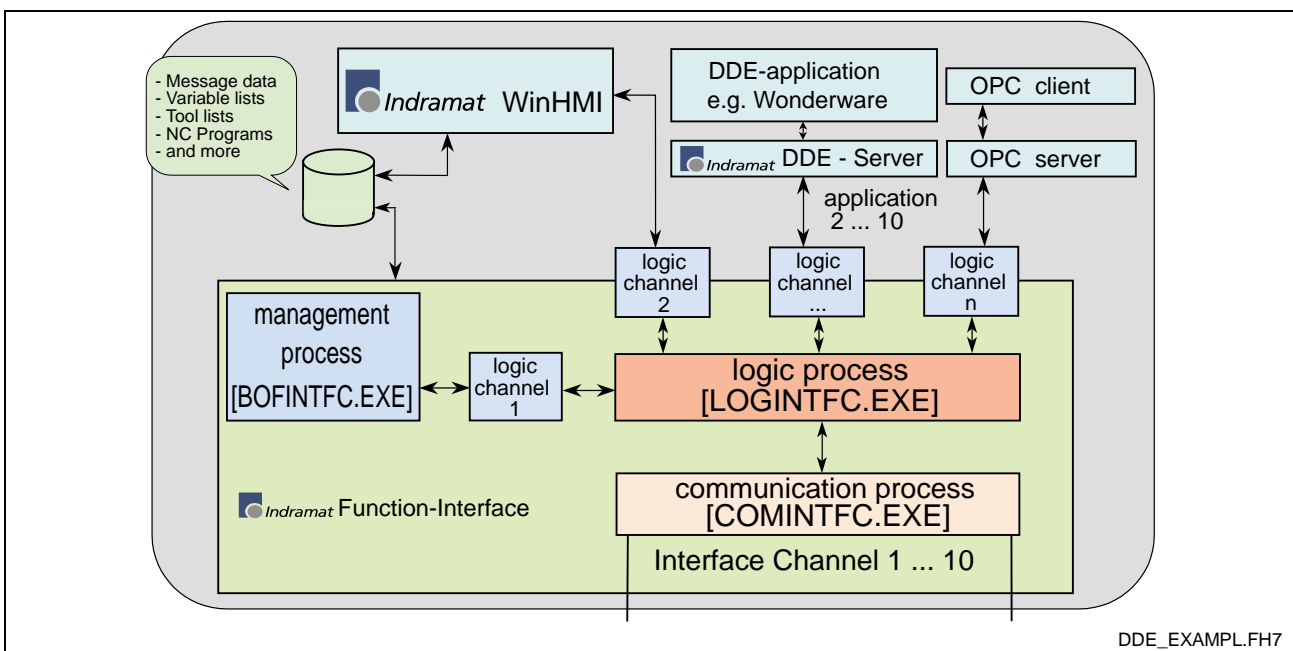 - Message data
- Variable lists
- Tool lists
- NC Programs
- and more
Indramat WinHMI
DDE-application
e.g. Wonderware
OPC client
Indramat DDE - Server
OPC server
application
2 ... 10
logic
channel
2
logic
channel
...
logic
channel
n
management
process
[BOFINTFC.EXE]
logic
channel
1
logic process
[LOGINTFC.EXE]
communication process
[COMINTFC.EXE]
Indramat Function-Interface
Interface Channel 1 ... 10
DDE_EXAMPL.FH7